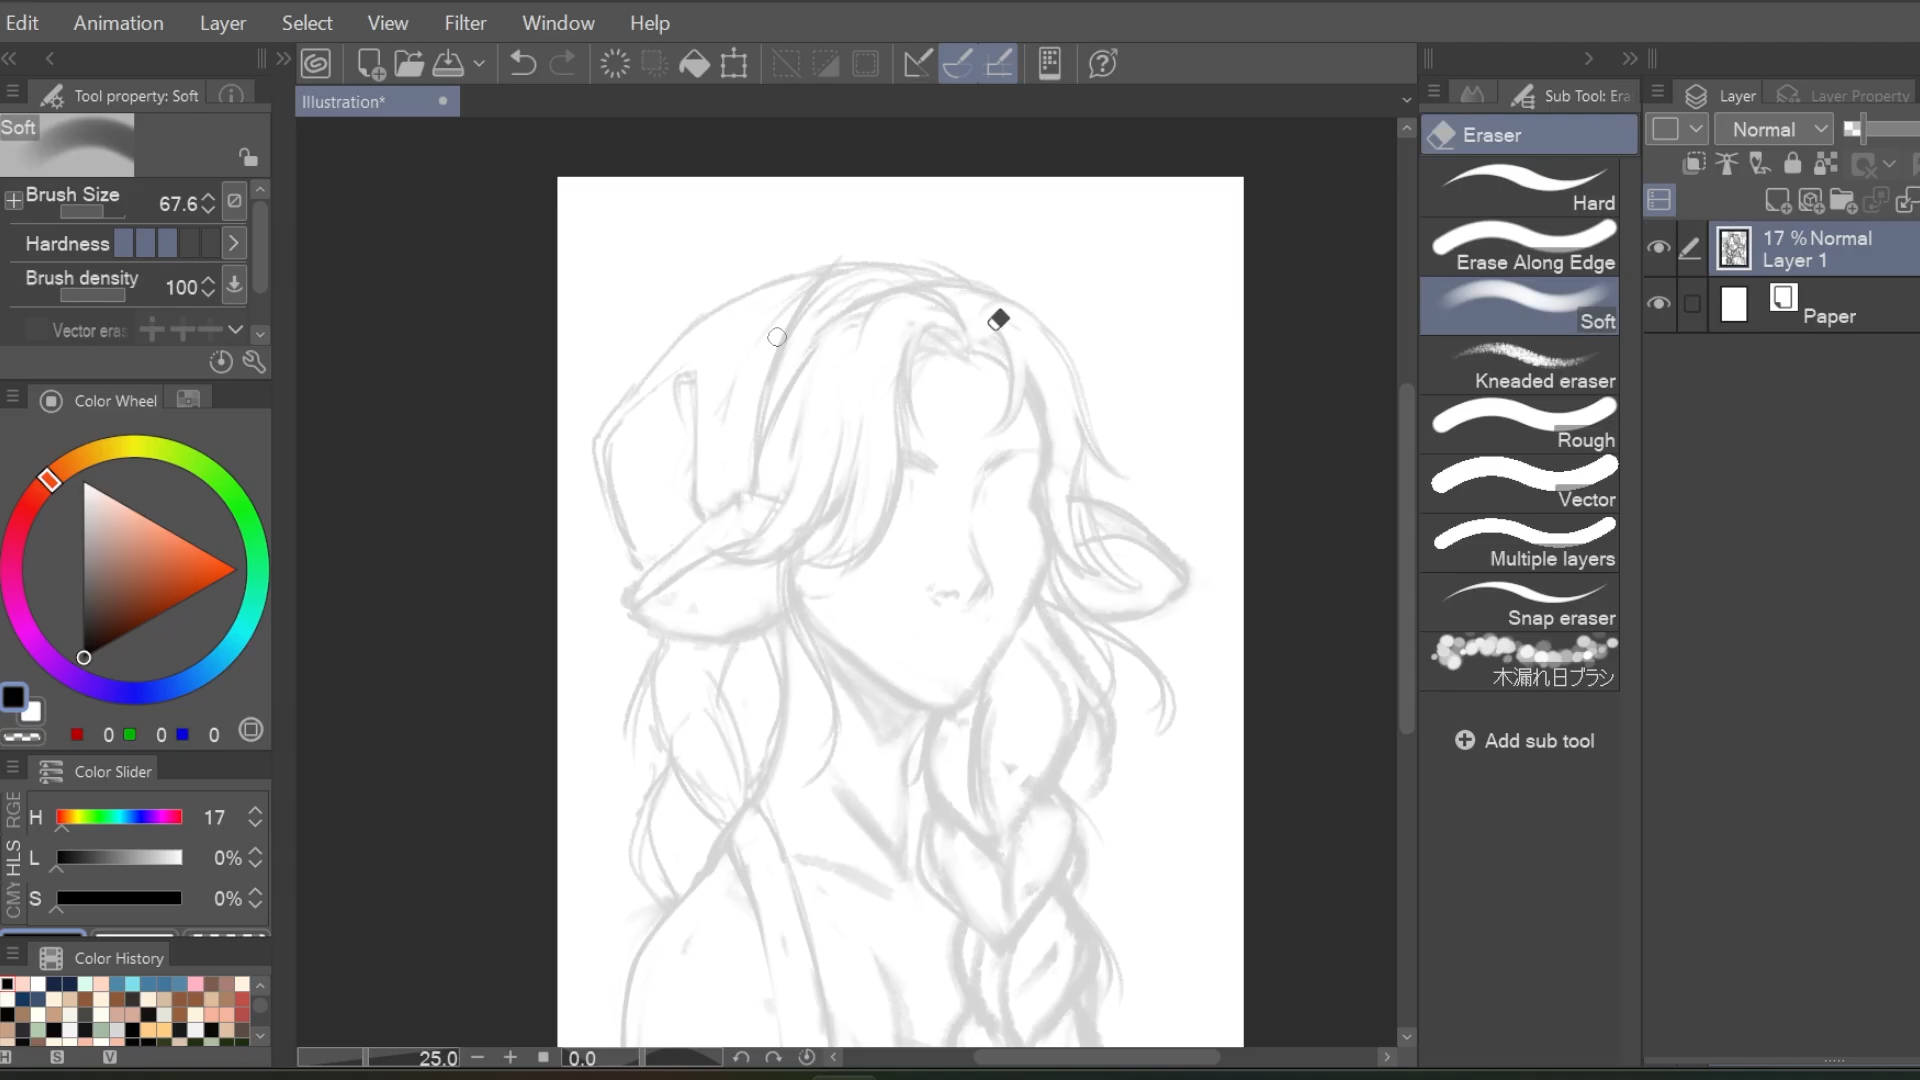 Edit Animation Layer Select View Filter Window Help
Tool property: Soft
Soft
Brush Size 67.6
Hardness
Brush density 100
Vector eras
Color Wheel
0 0 0
Color Slider
RGE
HLS
CMY
H 17
L 0%
S 0%
Color History
H S V
Illustration*
25.0
0.0
Sub Tool: Era
Eraser
Hard
Erase Along Edge
Soft
Kneaded eraser
Rough
Vector
Multiple layers
Snap eraser
木漏れ日ブラシ
Add sub tool
Layer Layer Property
Normal
17 % Normal
Layer 1
Paper